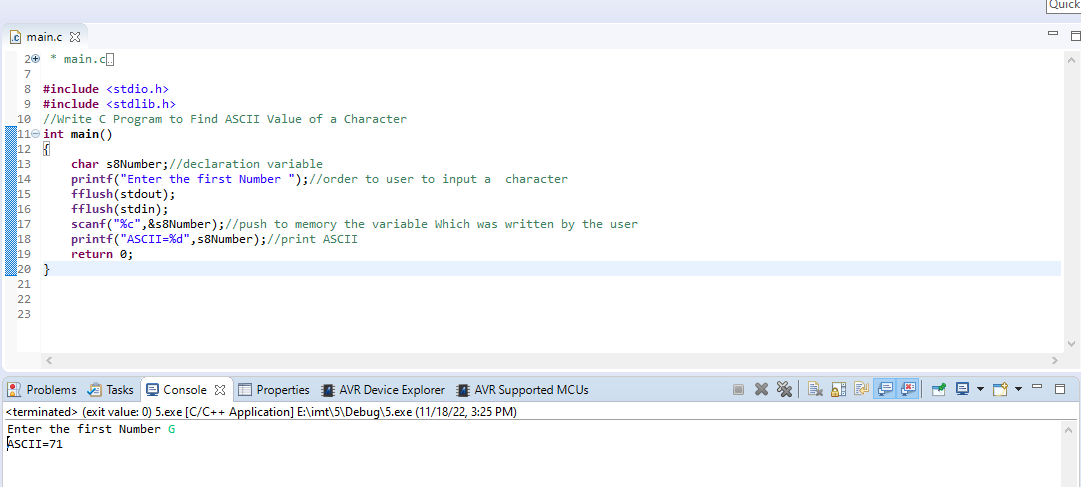 Quick
main.c
2 * main.c
7
8 #include <stdio.h>
9 #include <stdlib.h>
10 //Write C Program to Find ASCII Value of a Character
11 int main()
12 {
13     char s8Number;//declaration variable
14     printf("Enter the first Number ");//order to user to input a  character
15     fflush(stdout);
16     fflush(stdin);
17     scanf("%c",&s8Number);//push to memory the variable Which was written by the user
18     printf("ASCII=%d",s8Number);//print ASCII
19     return 0;
20 }
21
22
23
Problems Tasks Console Properties AVR Device Explorer AVR Supported MCUs
<terminated> (exit value: 0) 5.exe [C/C++ Application] E:\imt\5\Debug\5.exe (11/18/22, 3:25 PM)
Enter the first Number G
ASCII=71